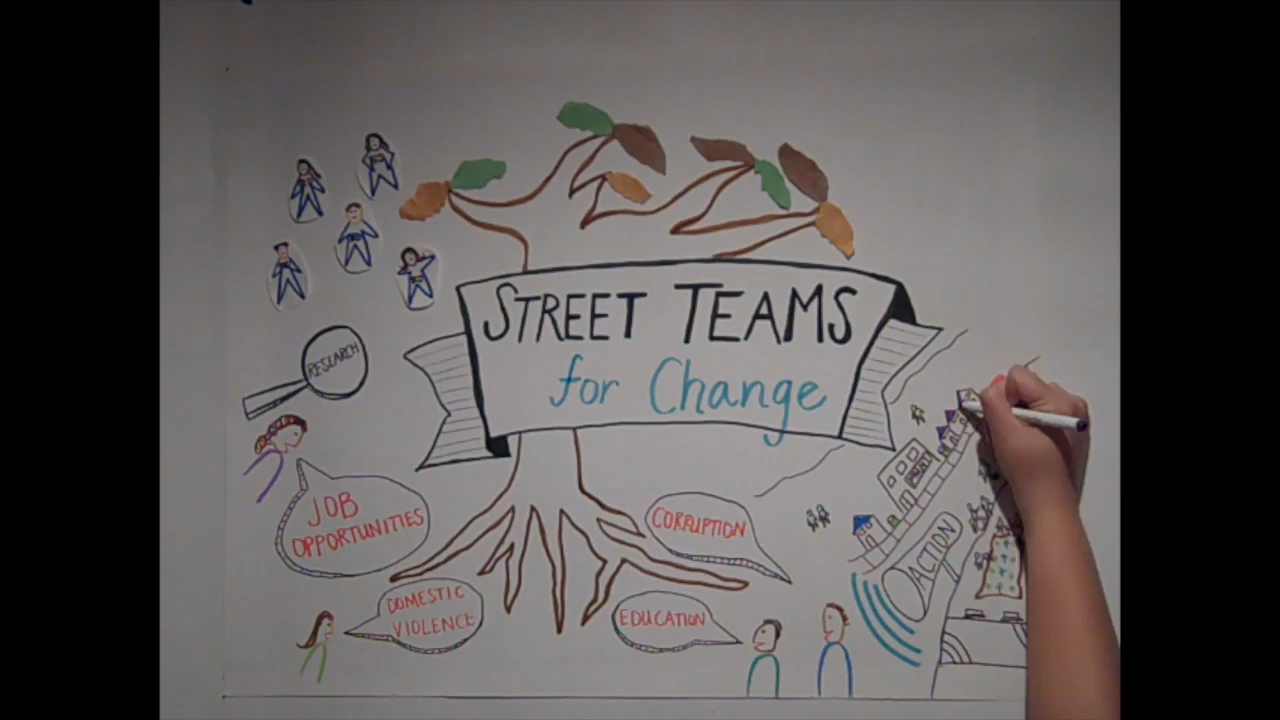 STREET TEAMS
for Change
RESEARCH
JOB
OPPORTUNITIES
DOMESTIC
VIOLENCE
CORRUPTION
EDUCATION
ACTION